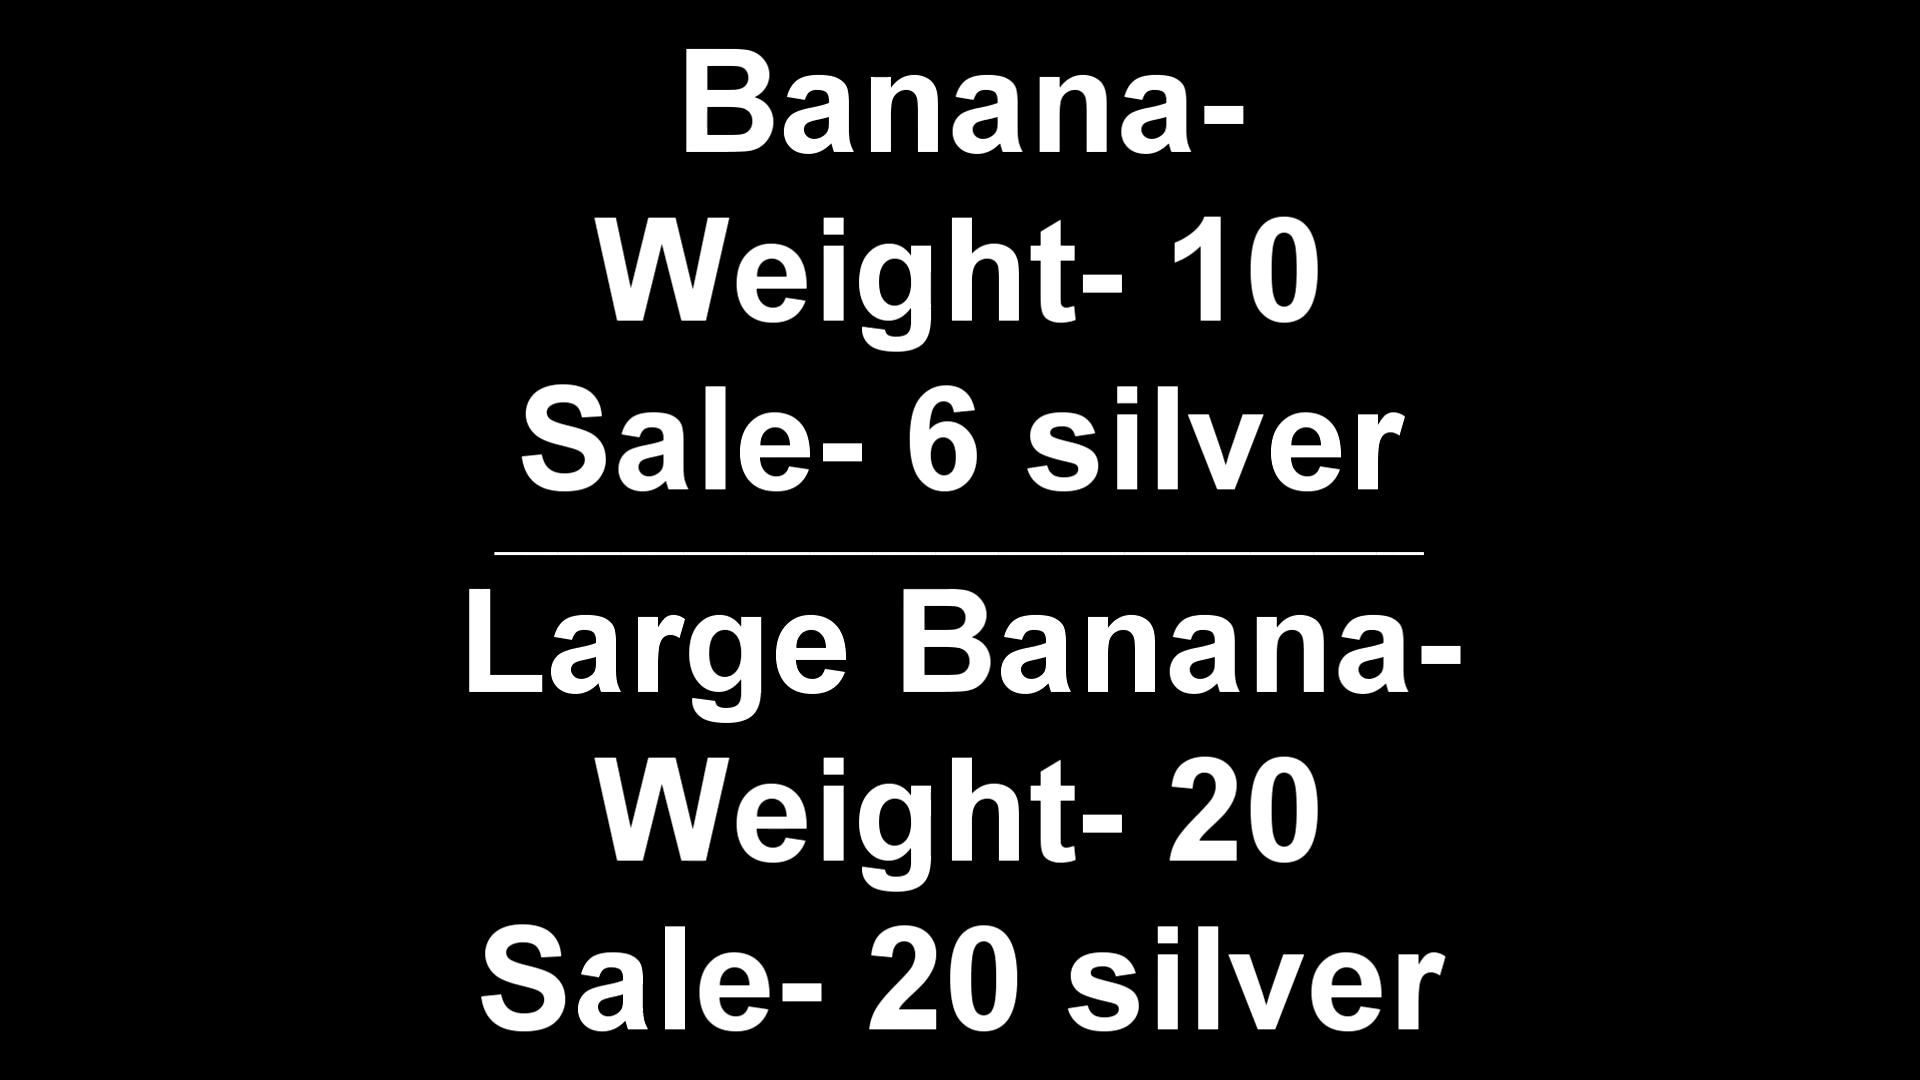 Banana-
Weight- 10
Sale- 6 silver
Large Banana-
Weight- 20
Sale- 20 silver